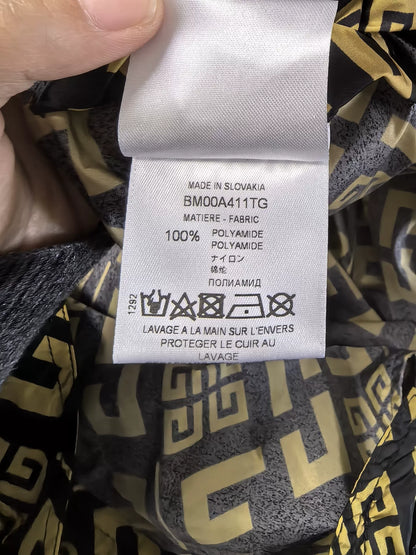 MADE IN SLOVAKIA
BM00A411TG
MATIERE - FABRIC
100% POLYAMIDE
POLYAMIDE
ナイロン
锦纶
ПОЛИАМИД
1292
LAVAGE A LA MAIN SUR L'ENVERS
PROTEGER LE CUIR AU
LAVAGE